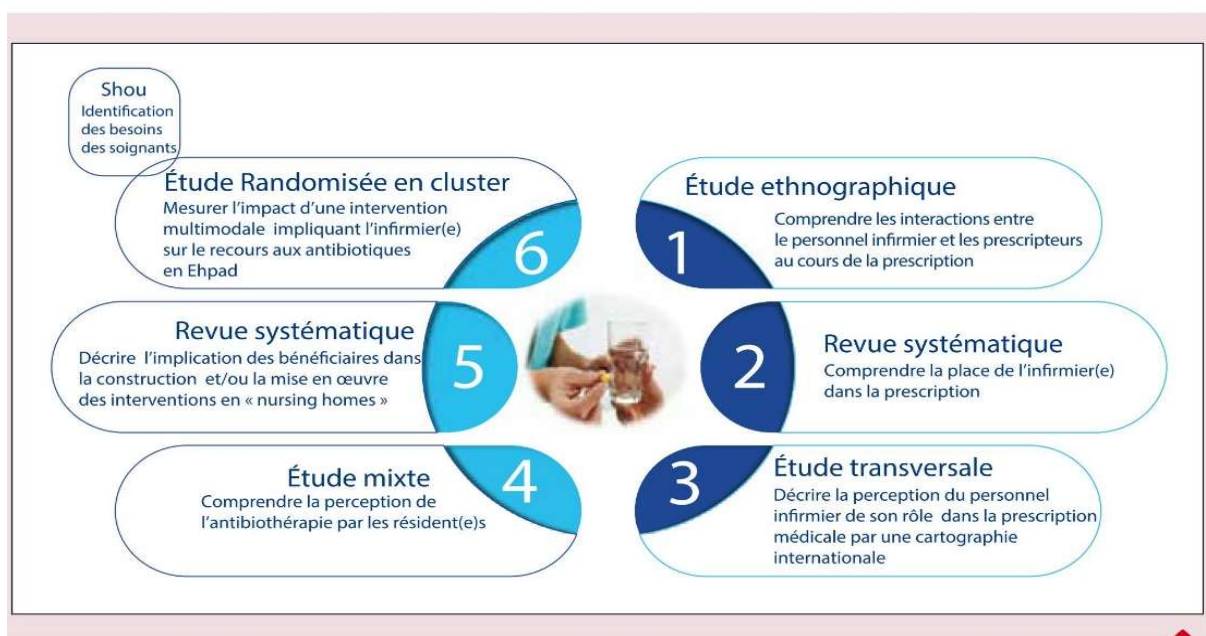 Shou
Identification
des besoins
des soignants
Étude Randomisée en cluster
Mesurer l'impact d'une intervention
multimodale impliquant l'infirmier(e)
sur le recours aux antibiotiques
en Ehpad
6
Étude ethnographique
Comprendre les interactions entre
le personnel infirmier et les prescripteurs
au cours de la prescription
1
Revue systématique
Décrire l'implication des bénéficiaires dans
la construction et/ou la mise en œuvre
des interventions en « nursing homes »
5
2
Revue systématique
Comprendre la place de l'infirmier(e)
dans la prescription
Étude mixte
Comprendre la perception de
l'antibiothérapie par les résident(e)s
4
3
Étude transversale
Décrire la perception du personnel
infirmier de son rôle dans la prescription
médicale par une cartographie
internationale